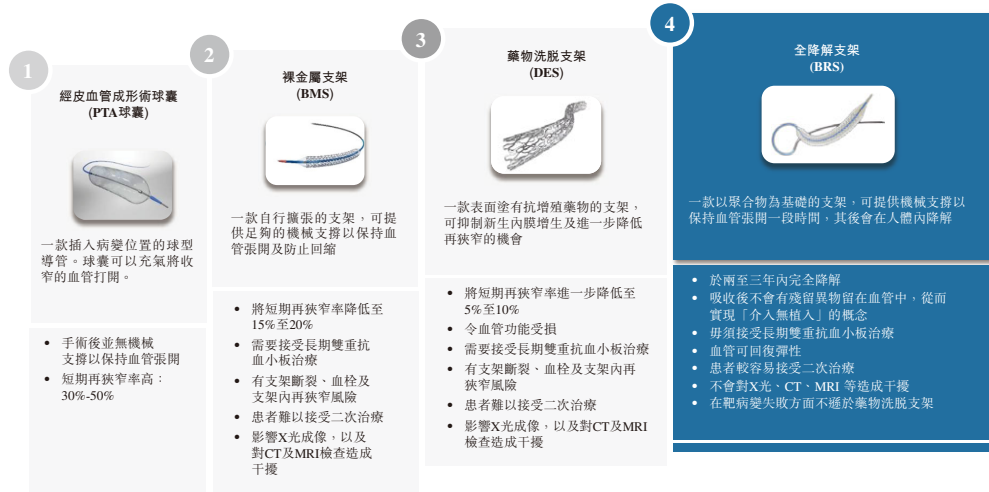 1
經皮血管成形術球囊
(PTA球囊)
一款插入病變位置的球型
導管。球囊可以充氣將收
窄的血管打開。
• 手術後並無機械
支撐以保持血管張開
• 短期再狹窄率高：
30%-50%
2
裸金屬支架
(BMS)
一款自行擴張的支架，可提
供足夠的機械支撐以保持血
管張開及防止回縮
• 將短期再狹窄率降低至
15%至20%
• 需要接受長期雙重抗
血小板治療
• 有支架斷裂、血栓及
支架內再狹窄風險
• 患者難以接受二次治療
• 影響X光成像，以及
對CT及MRI檢查造成
干擾
3
藥物洗脫支架
(DES)
一款表面塗有抗增殖藥物的支架，
可抑制新生內膜增生及進一步降低
再狹窄的機會
• 將短期再狹窄率進一步降低至
5%至10%
• 令血管功能受損
• 需要接受長期雙重抗血小板治療
• 有支架斷裂、血栓及支架內再
狹窄風險
• 患者難以接受二次治療
• 影響X光成像，以及對CT及MRI
檢查造成干擾
4
全降解支架
(BRS)
一款以聚合物為基礎的支架，可提供機械支撐以
保持血管張開一段時間，其後會在人體內降解
• 於兩至三年內完全降解
• 吸收後不會有殘留異物留在血管中，從而
實現「介入無植入」的概念
• 毋須接受長期雙重抗血小板治療
• 血管可回復彈性
• 患者較容易接受二次治療
• 不會對X光、CT、MRI 等造成干擾
• 在靶病變失敗方面不遜於藥物洗脫支架